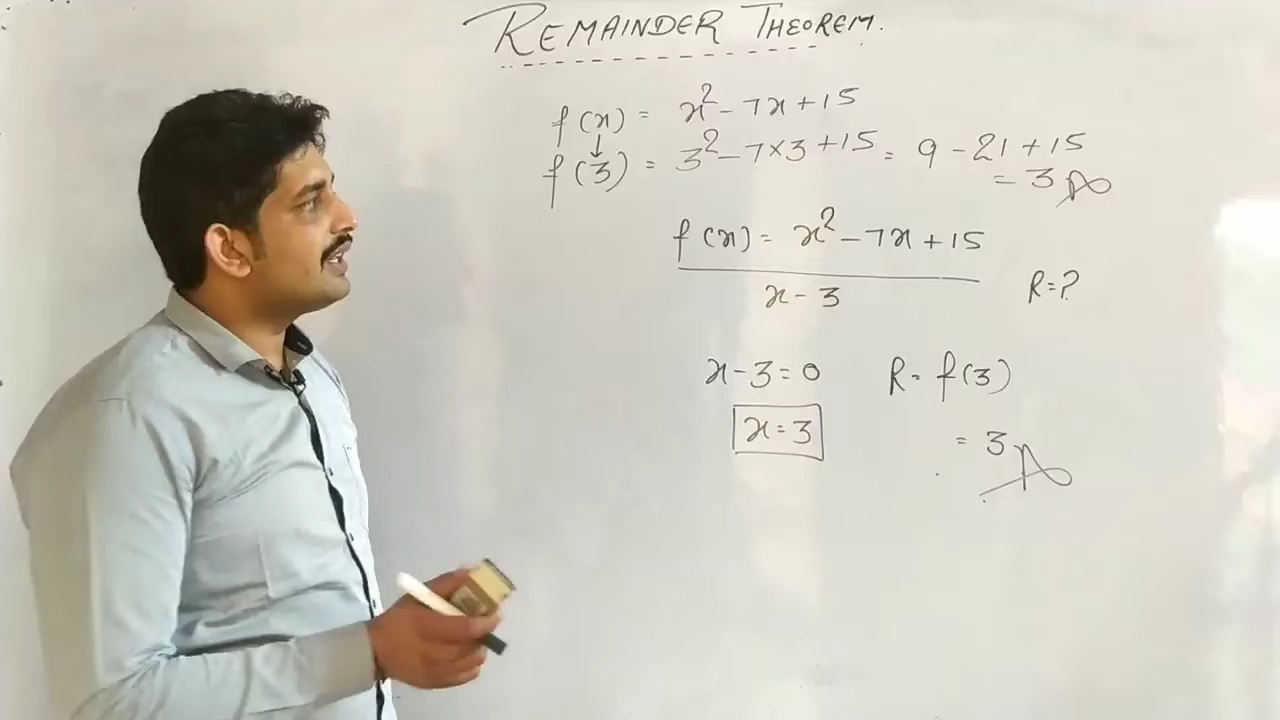 REMAINDER THEOREM.
f(x) = x² - 7x + 15
↓
f(3) = 3² - 7×3 + 15 = 9 - 21 + 15
= 3
f(x) = x² - 7x + 15
x - 3
R=?
x - 3 = 0 R = f(3)
x = 3 = 3